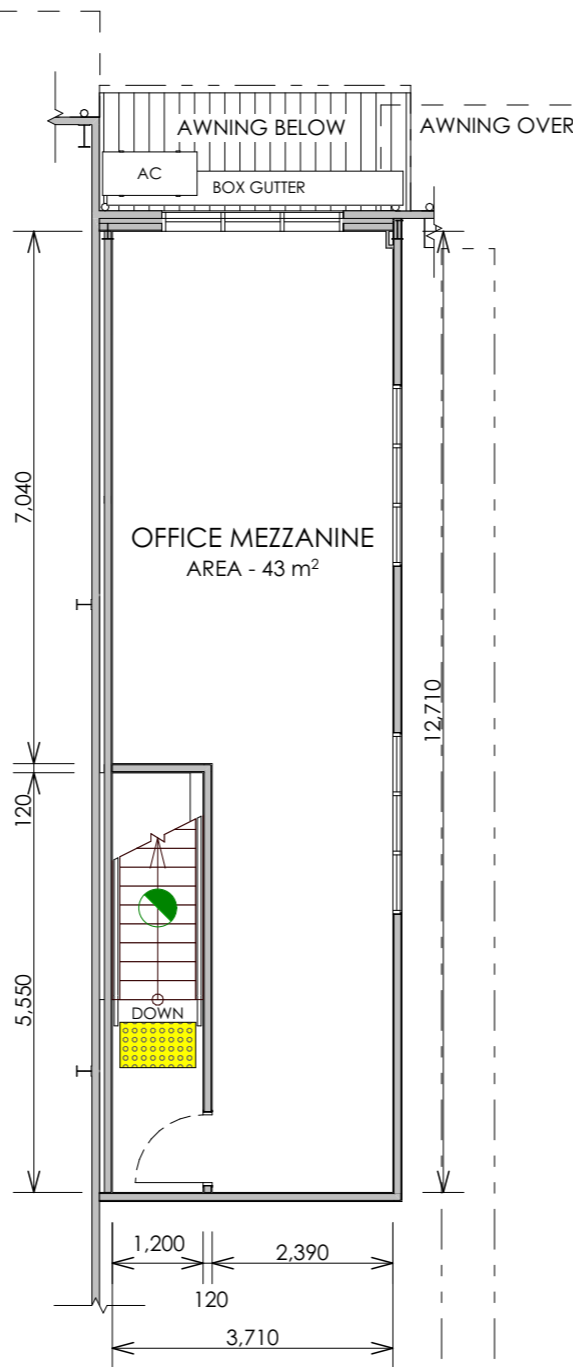 AWNING BELOW
AWNING OVER
AC
BOX GUTTER
7,040
OFFICE MEZZANINE
AREA - 43 m²
12,710
120
5,550
DOWN
1,200
2,390
120
3,710